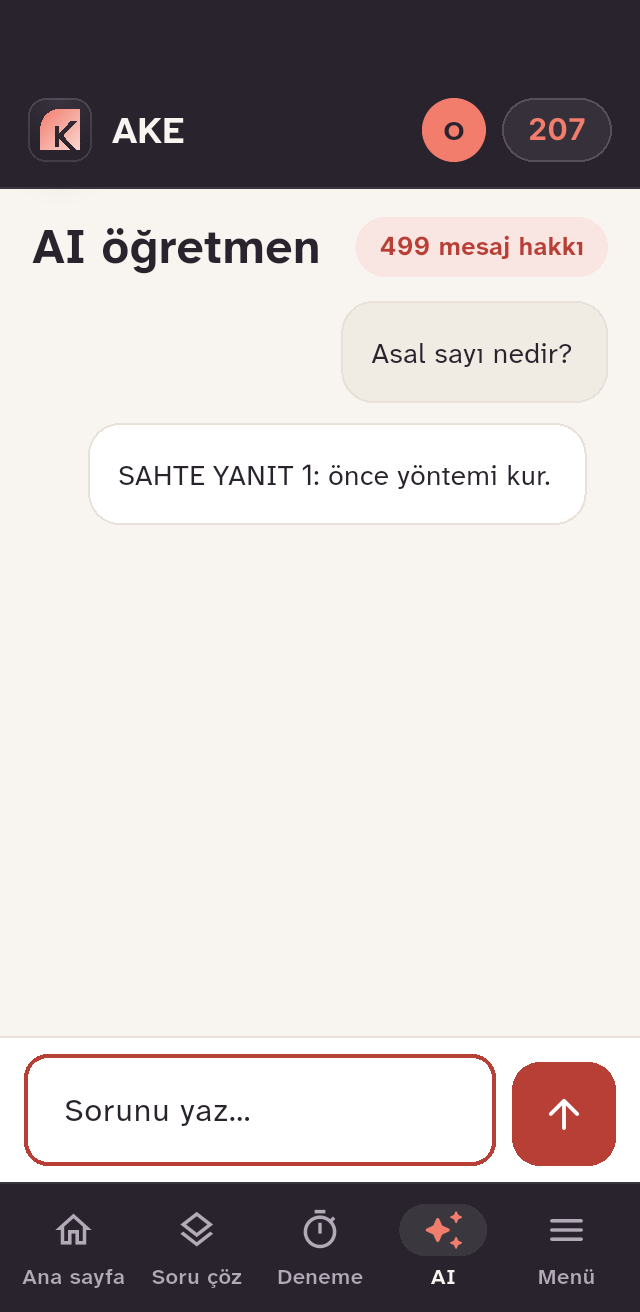 K
AKE
O
207
AI öğretmen
499 mesaj hakkı
Asal sayı nedir?
SAHTE YANIT 1: önce yöntemi kur.
Sorunu yaz...
Ana sayfa
Soru çöz
Deneme
AI
Menü